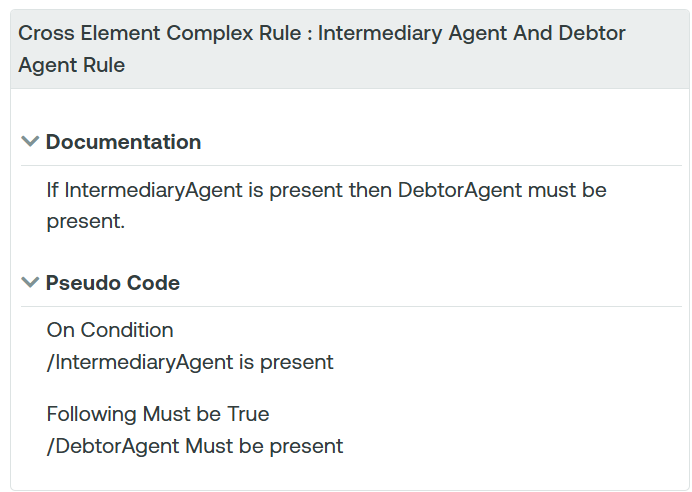 Cross Element Complex Rule : Intermediary Agent And Debtor
Agent Rule
Documentation
If IntermediaryAgent is present then DebtorAgent must be
present.
Pseudo Code
On Condition
/IntermediaryAgent is present
Following Must be True
/DebtorAgent Must be present